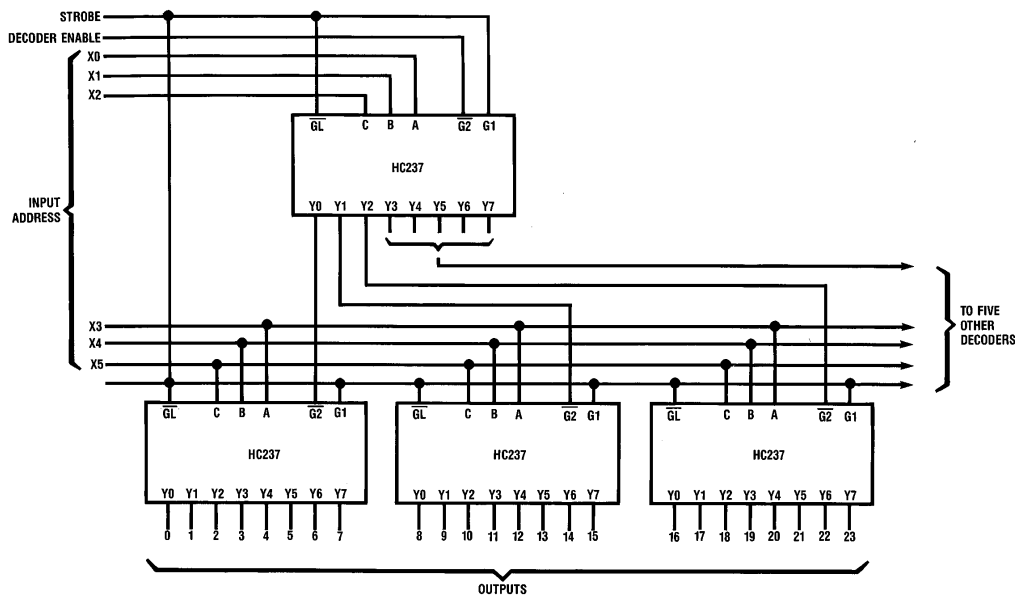 STROBE
DECODER ENABLE
X0
X1
X2
GL C B A G2 G1
HC237
Y0 Y1 Y2 Y3 Y4 Y5 Y6 Y7
INPUT
ADDRESS
X3
X4
X5
TO FIVE
OTHER
DECODERS
GL C B A G2 G1
HC237
Y0 Y1 Y2 Y3 Y4 Y5 Y6 Y7
0 1 2 3 4 5 6 7
GL C B A G2 G1
HC237
Y0 Y1 Y2 Y3 Y4 Y5 Y6 Y7
8 9 10 11 12 13 14 15
GL C B A G2 G1
HC237
Y0 Y1 Y2 Y3 Y4 Y5 Y6 Y7
16 17 18 19 20 21 22 23
OUTPUTS